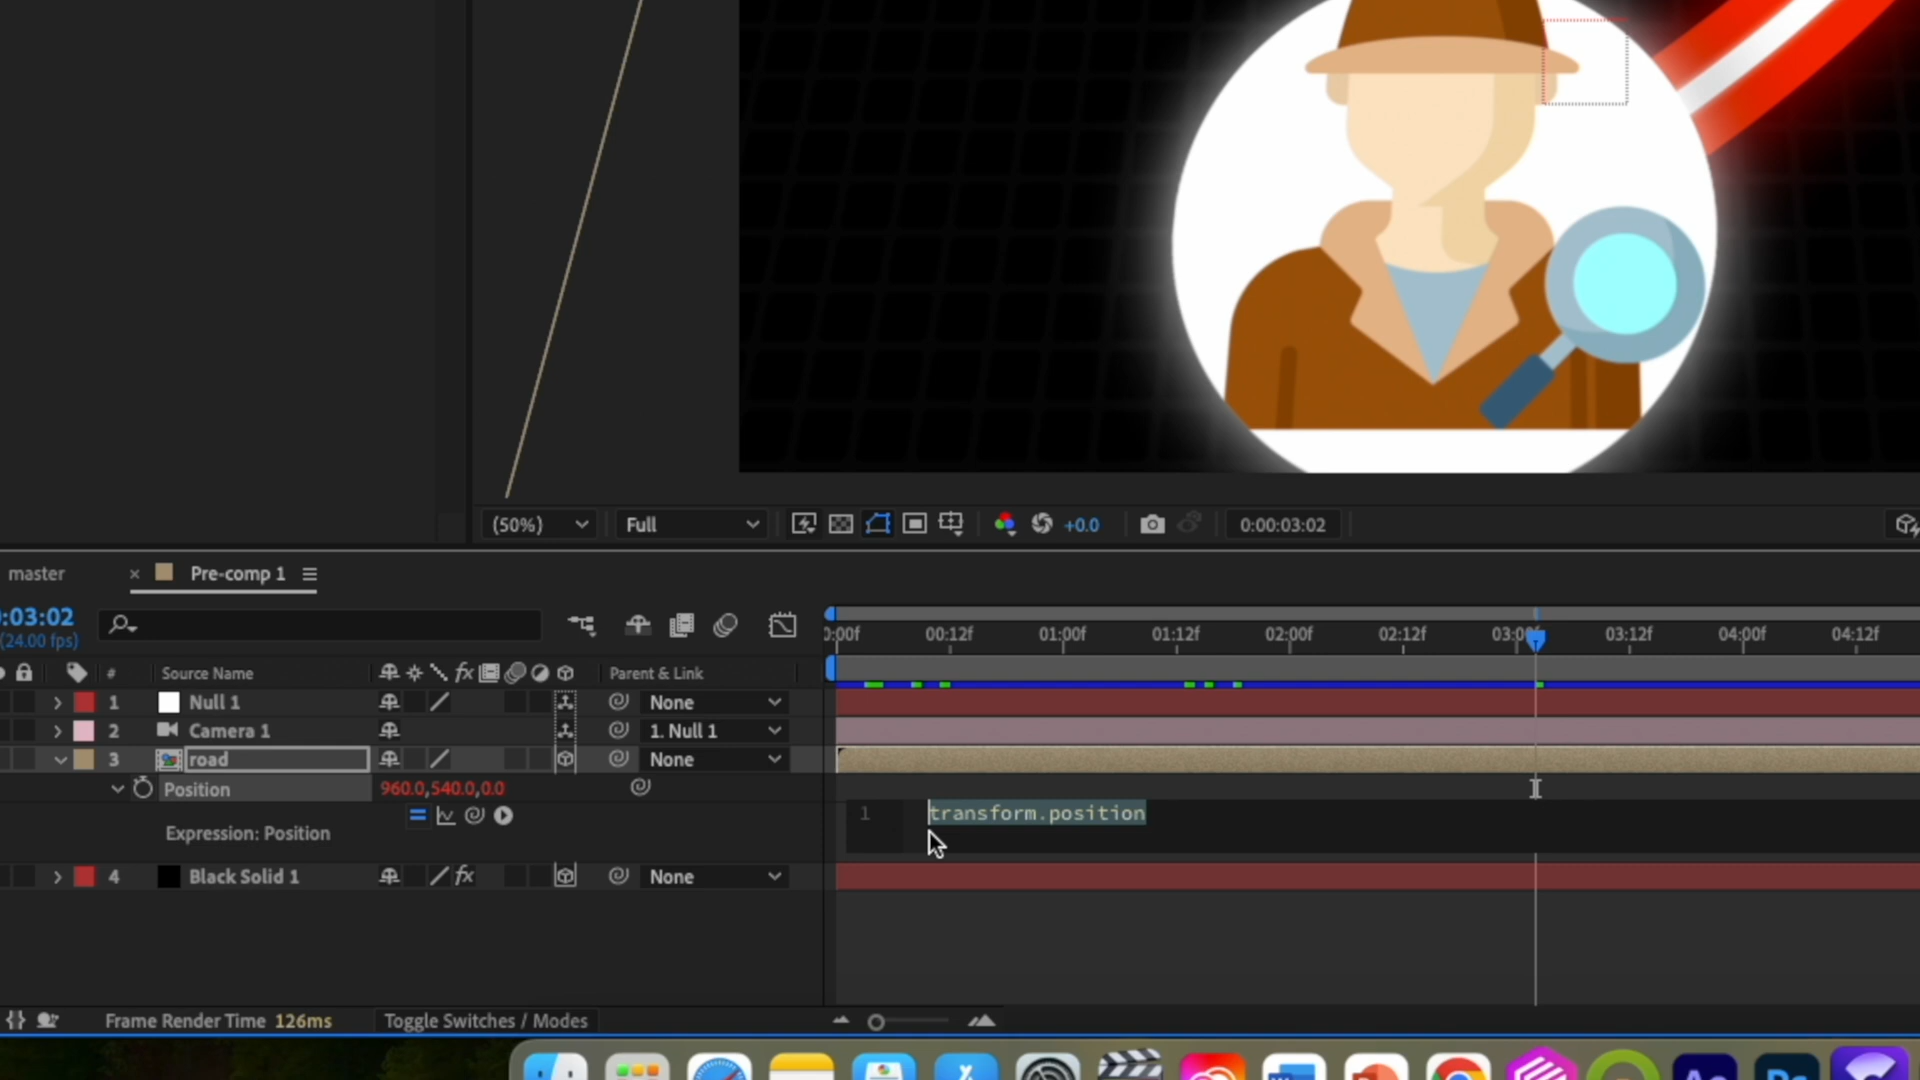 (50%) Full +0.0 0:00:03:02
master × Pre-comp 1
:03:02
(24.00 fps)
0:00f 00:12f 01:00f 01:12f 02:00f 02:12f 03:00f 03:12f 04:00f 04:12f
# Source Name fx Parent & Link
1 Null 1 None
2 Camera 1 1. Null 1
3 road None
Position 960.0,540.0,0.0
1 transform.position
Expression: Position
4 Black Solid 1 fx None
Frame Render Time 126ms Toggle Switches / Modes